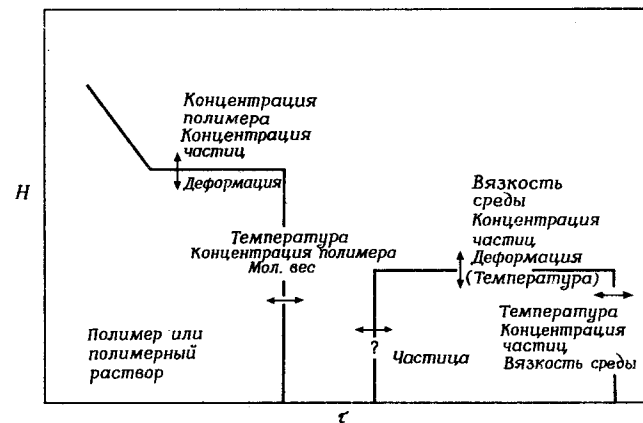 Концентрация
полимера
Концентрация
частиц
Деформация
H
Вязкость
среды
Концентрация
частиц
Деформация
(Температура)
Температура
Концентрация полимера
Мол. вес
Температура
Концентрация
частиц
Вязкость среды
Полимер или
полимерный
раствор
?
Частица
τ